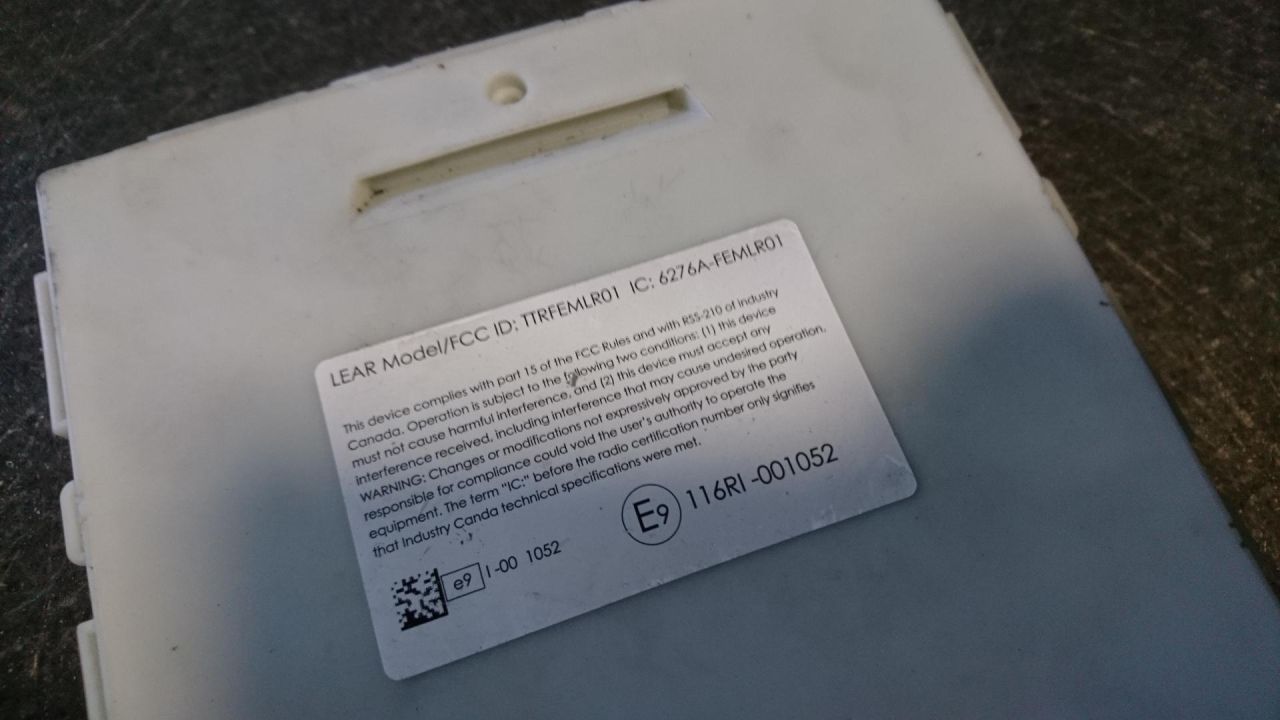 LEAR Model/FCC ID: TTRFEMLR01 IC: 6276A-FEMLR01
This device complies with part 15 of the FCC Rules and with RSS-210 of Industry
Canada. Operation is subject to the following two conditions: (1) this device
must not cause harmful interference, and (2) this device must accept any
interference received, including interference that may cause undesired operation.
WARNING: Changes or modifications not expressively approved by the party
responsible for compliance could void the user's authority to operate the
equipment. The term "IC:" before the radio certification number only signifies
that Industry Canda technical specifications were met.
E9 116RI -001052
e9 I -00 1052